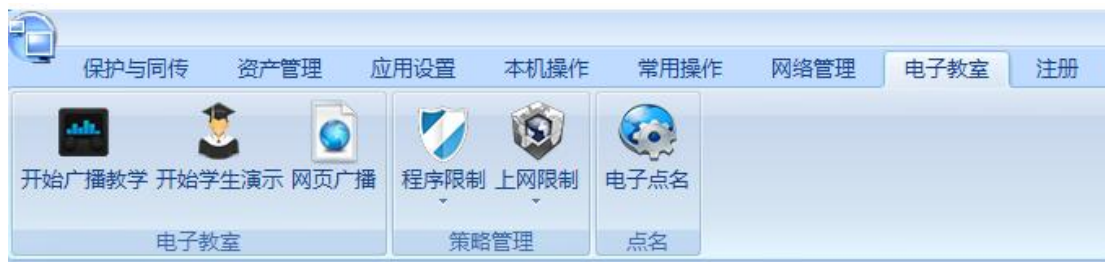 保护与同传 资产管理 应用设置 本机操作 常用操作 网络管理 电子教室 注册
开始广播教学 开始学生演示 网页广播 程序限制 上网限制 电子点名
电子教室 策略管理 点名